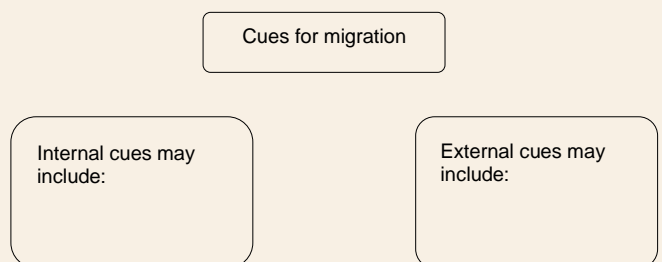 Cues for migration
Internal cues may
include:
External cues may
include: